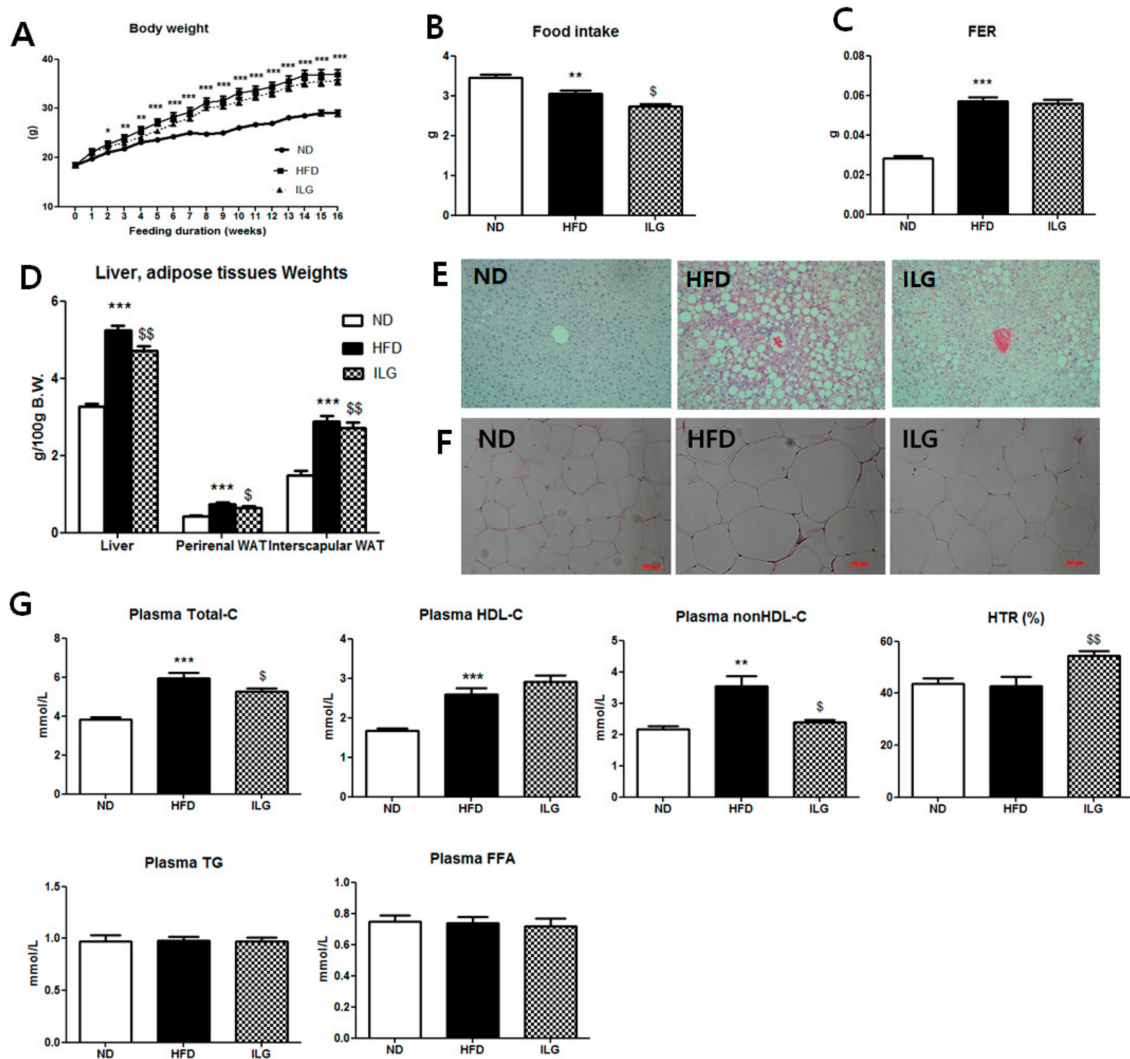 A
Body weight
40
30
20
10
(g)
*
**
**
***
***
***
***
***
***
***
***
***
***
***
***
ND
HFD
ILG
0 1 2 3 4 5 6 7 8 9 10 11 12 13 14 15 16
Feeding duration (weeks)
B
Food intake
4
3
2
1
0
g
**
$
ND HFD ILG
C
FER
0.08
0.06
0.04
0.02
0.00
g
***
ND HFD ILG
D
Liver, adipose tissues Weights
6
4
2
0
g/100g B.W.
***
$$
***
$
***
$$
ND
HFD
ILG
Liver Perirenal WAT Interscapular WAT
E
ND
HFD
ILG
F
ND
HFD
ILG
G
Plasma Total-C
8
6
4
2
0
mmol/L
***
$
ND HFD ILG
Plasma HDL-C
4
3
2
1
0
mmol/L
***
ND HFD ILG
Plasma nonHDL-C
5
4
3
2
1
0
mmol/L
**
$
ND HFD ILG
HTR (%)
60
40
20
60
$$
ND HFD ILG
Plasma TG
1.5
1.0
0.5
0.0
mmol/L
ND HFD ILG
Plasma FFA
1.0
0.8
0.6
0.4
0.2
0.0
mmol/L
ND HFD ILG